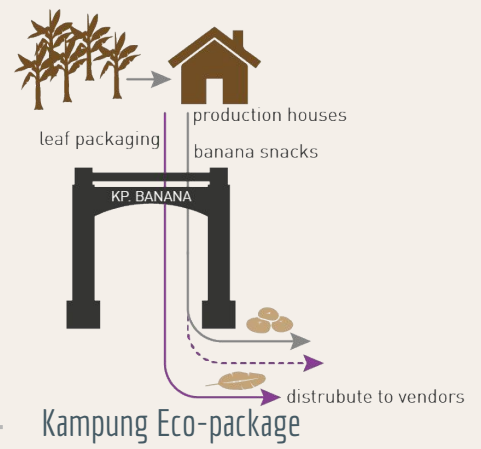 production houses
leaf packaging
banana snacks
KP. BANANA
distrubute to vendors
Kampung Eco-package